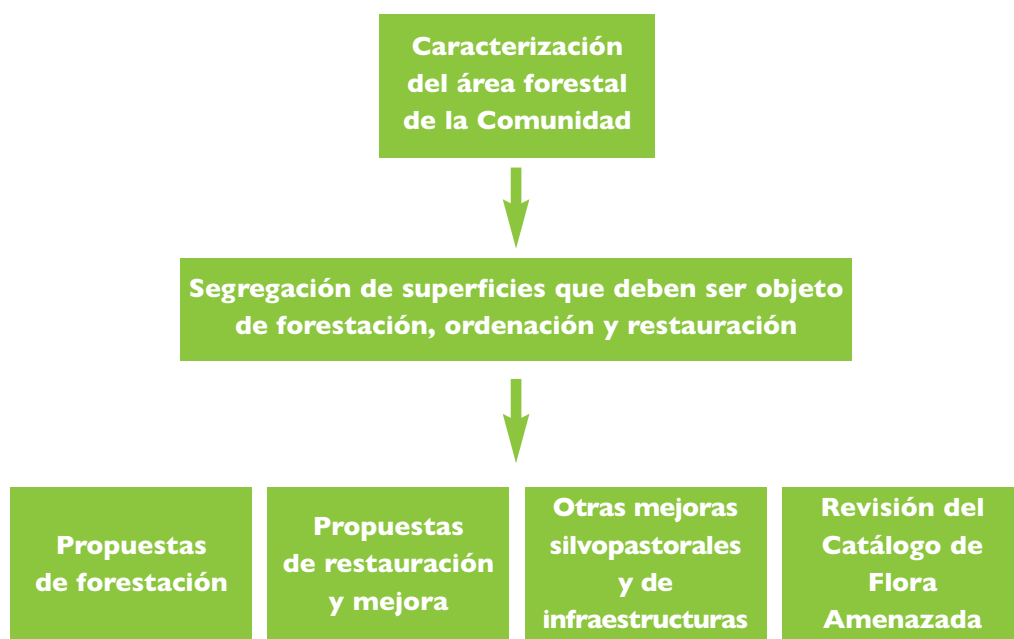 Caracterización
del área forestal
de la Comunidad
Segregación de superficies que deben ser objeto
de forestación, ordenación y restauración
Propuestas
de forestación
Propuestas
de restauración
y mejora
Otras mejoras
silvopastorales
y de
infraestructuras
Revisión del
Catálogo de
Flora
Amenazada